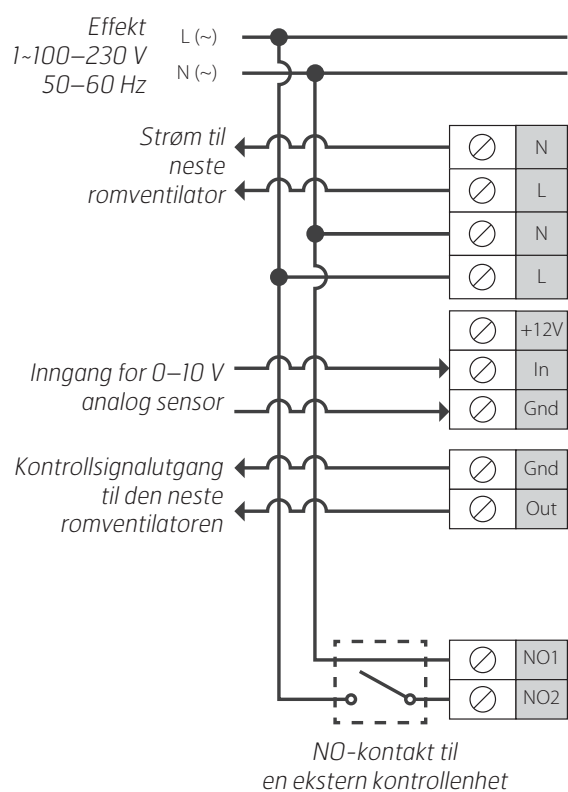 Effekt
1~100–230 V
50–60 Hz
L (~)
N (~)
Strøm til
neste
romventilator
N
L
N
L
+12V
Inngang for 0–10 V
analog sensor
In
Gnd
Kontrollsignalutgang
til den neste
romventilatoren
Gnd
Out
NO1
NO2
NO-kontakt til
en ekstern kontrollenhet